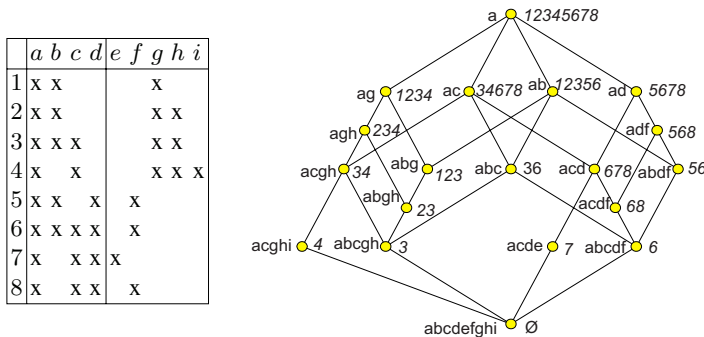 a b c d e f g h i
1 x x x
2 x x x x
3 x x x x x
4 x x x x x
5 x x x x
6 x x x x x
7 x x x x
8 x x x x
a 12345678
ag 1234 ac 34678 ab 12356 ad 5678
agh 234 adf 568
acgh 34 abg 123 abc 36 acd 678 abdf 56
abgh 23 acdf 68
acghi 4 abcgh 3 acde 7 abcdf 6
abcdefghi Ø